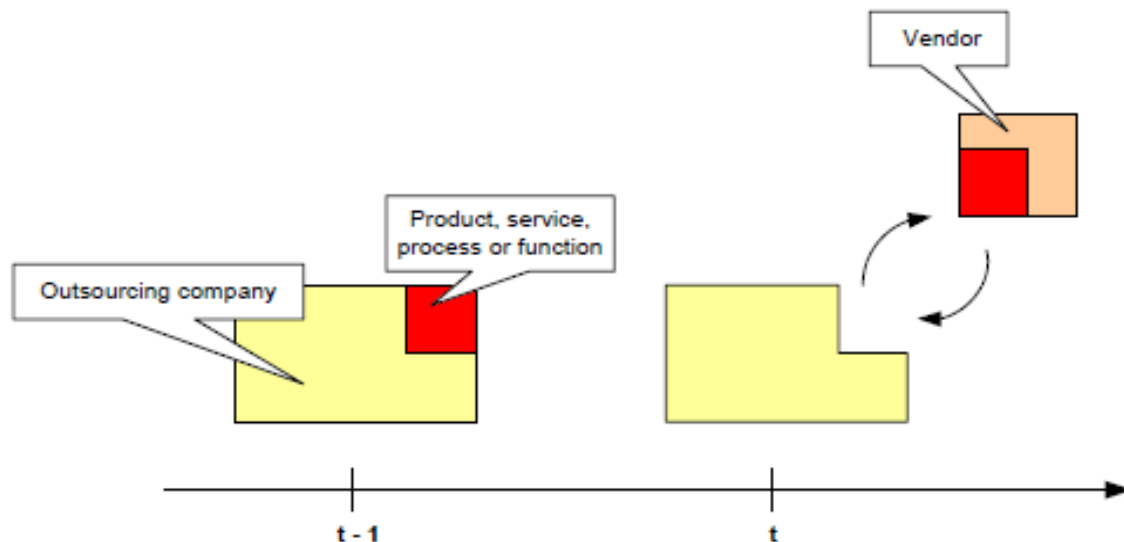 Vendor
Product, service,
process or function
Outsourcing company
t - 1
t